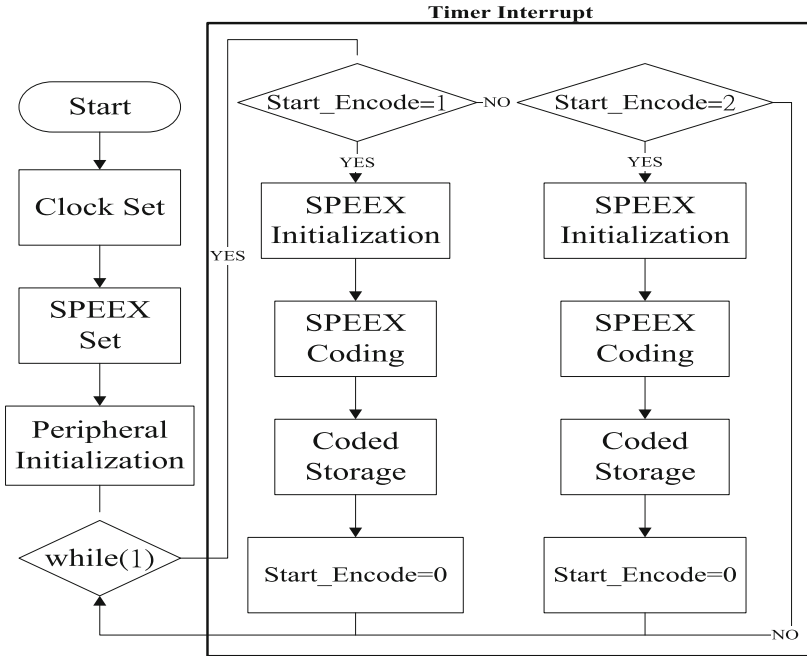 Timer Interrupt
Start
Clock Set
SPEEX
Set
Peripheral
Initialization
while(1)
YES
Start_Encode=1
NO
YES
SPEEX
Initialization
SPEEX
Coding
Coded
Storage
Start_Encode=0
Start_Encode=2
YES
SPEEX
Initialization
SPEEX
Coding
Coded
Storage
Start_Encode=0
NO